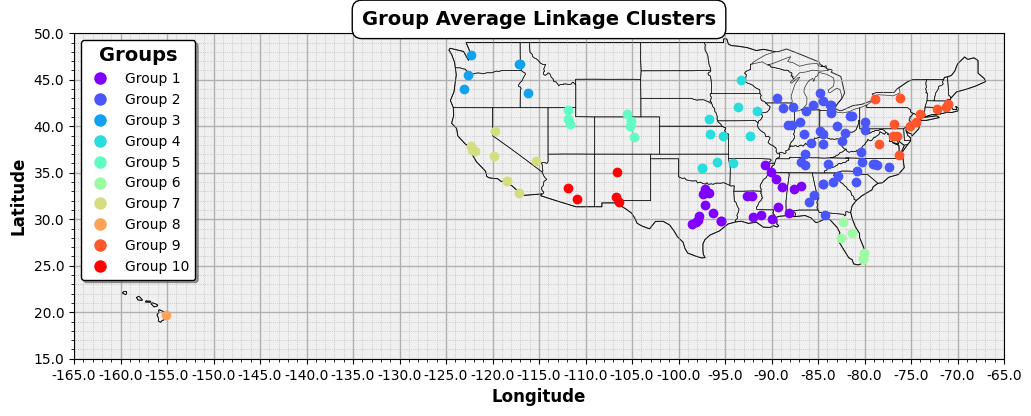 Group Average Linkage Clusters
Groups
Group 1
Group 2
Group 3
Group 4
Group 5
Group 6
Group 7
Group 8
Group 9
Group 10
Latitude
50.0
45.0
40.0
35.0
30.0
25.0
20.0
15.0
-165.0 -160.0 -155.0 -150.0 -145.0 -140.0 -135.0 -130.0 -125.0 -120.0 -115.0 -110.0 -105.0 -100.0 -95.0 -90.0 -85.0 -80.0 -75.0 -70.0 -65.0
Longitude